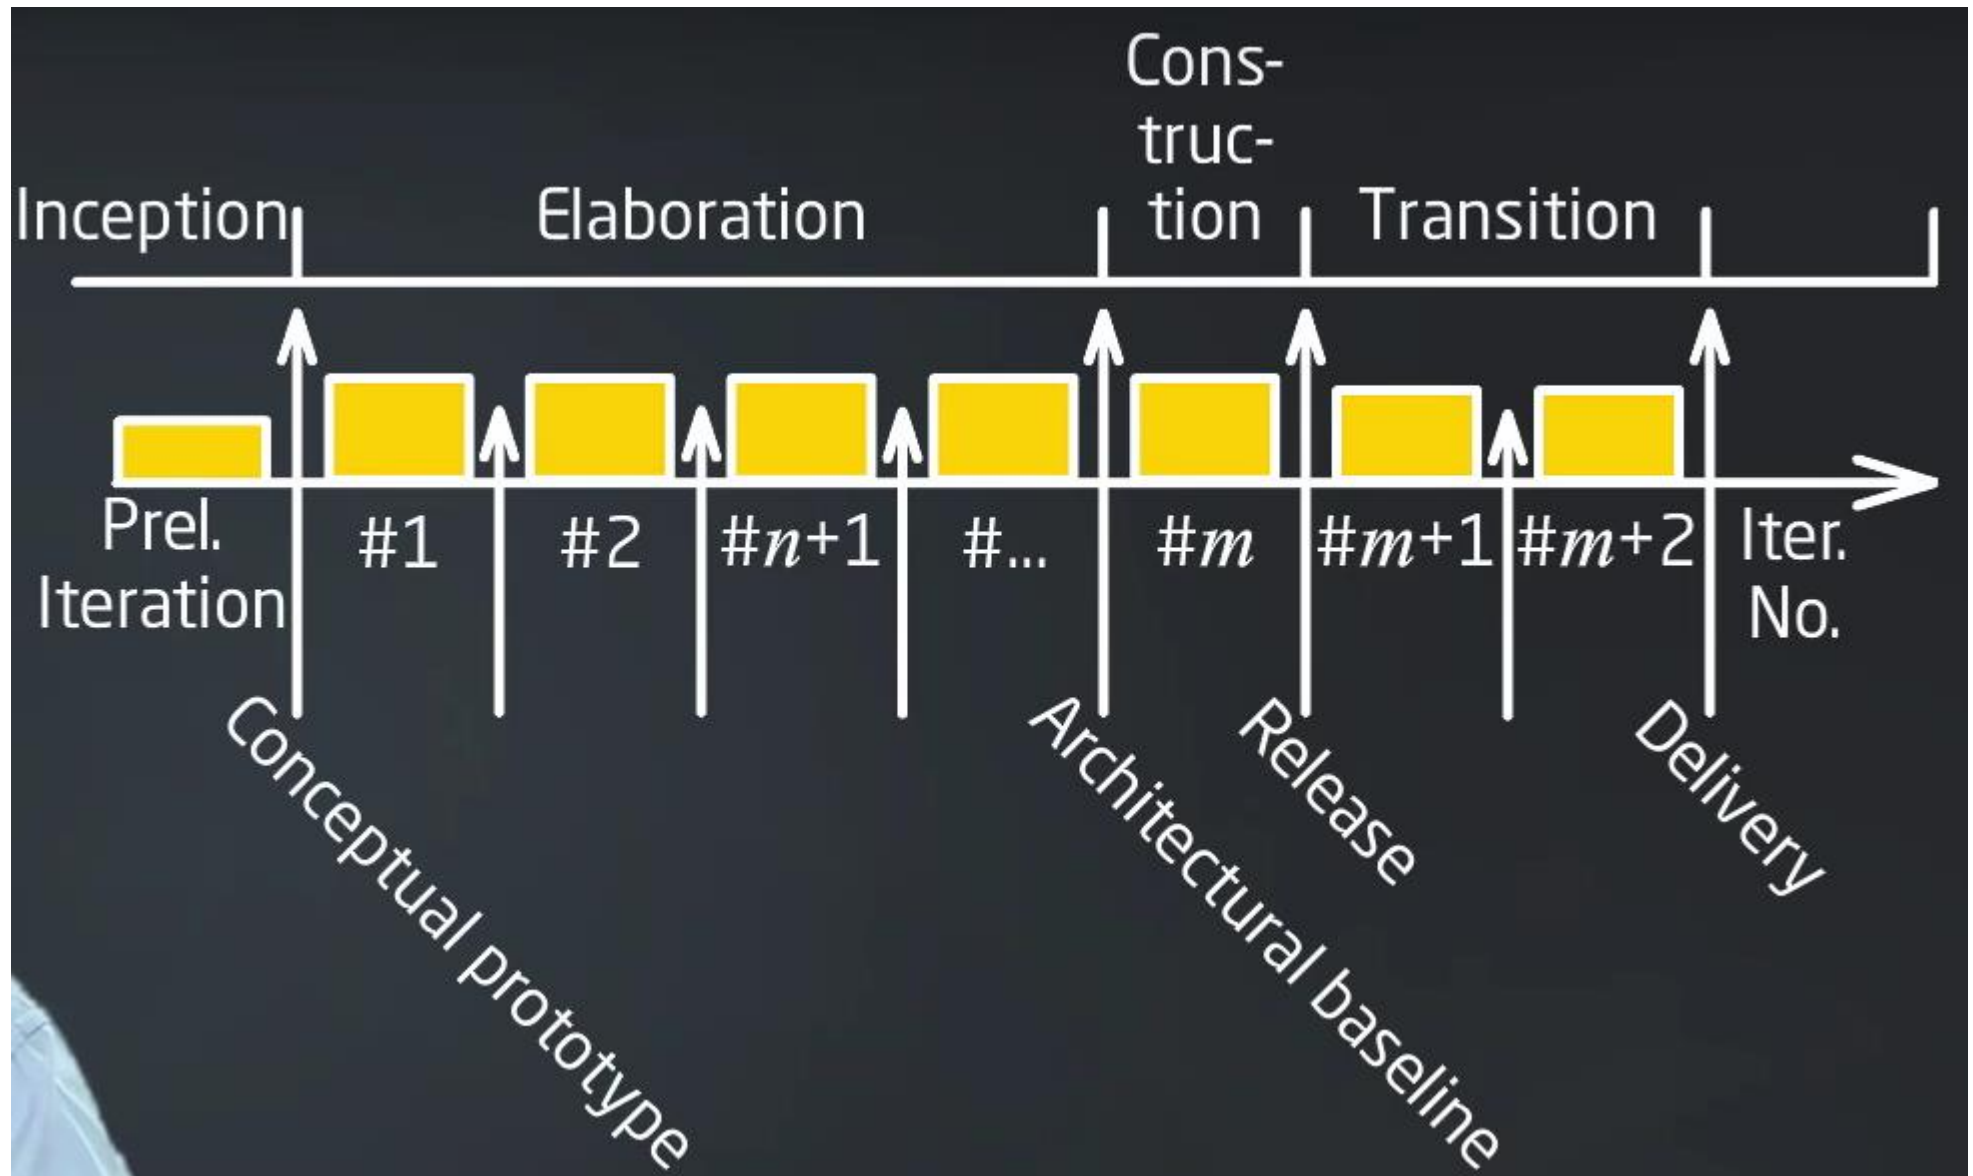 Cons-
truc-
Inception Elaboration tion Transition
Prel. #1 #2 #n+1 #... #m #m+1 #m+2 Iter.
Iteration No.
Conceptual prototype
Architectural baseline
Release
Delivery